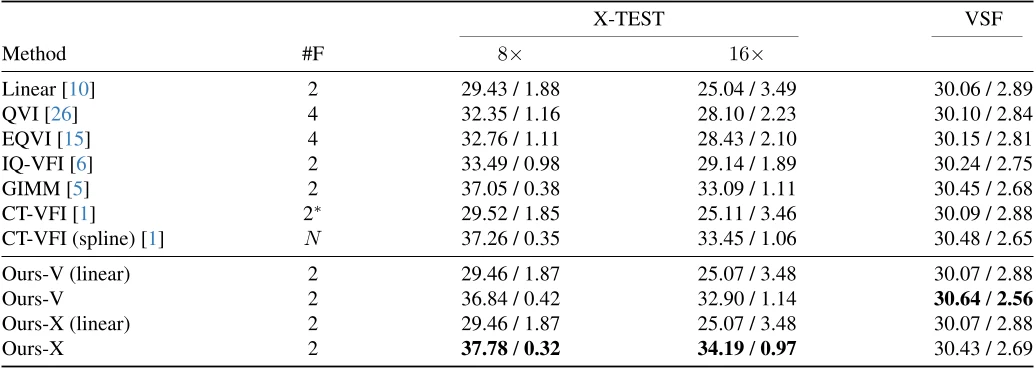 X-TEST VSF
Method #F 8× 16×
Linear [10] 2 29.43 / 1.88 25.04 / 3.49 30.06 / 2.89
QVI [26] 4 32.35 / 1.16 28.10 / 2.23 30.10 / 2.84
EQVI [15] 4 32.76 / 1.11 28.43 / 2.10 30.15 / 2.81
IQ-VFI [6] 2 33.49 / 0.98 29.14 / 1.89 30.24 / 2.75
GIMM [5] 2 37.05 / 0.38 33.09 / 1.11 30.45 / 2.68
CT-VFI [1] 2* 29.52 / 1.85 25.11 / 3.46 30.09 / 2.88
CT-VFI (spline) [1] N 37.26 / 0.35 33.45 / 1.06 30.48 / 2.65
Ours-V (linear) 2 29.46 / 1.87 25.07 / 3.48 30.07 / 2.88
Ours-V 2 36.84 / 0.42 32.90 / 1.14 30.64 / 2.56
Ours-X (linear) 2 29.46 / 1.87 25.07 / 3.48 30.07 / 2.88
Ours-X 2 37.78 / 0.32 34.19 / 0.97 30.43 / 2.69